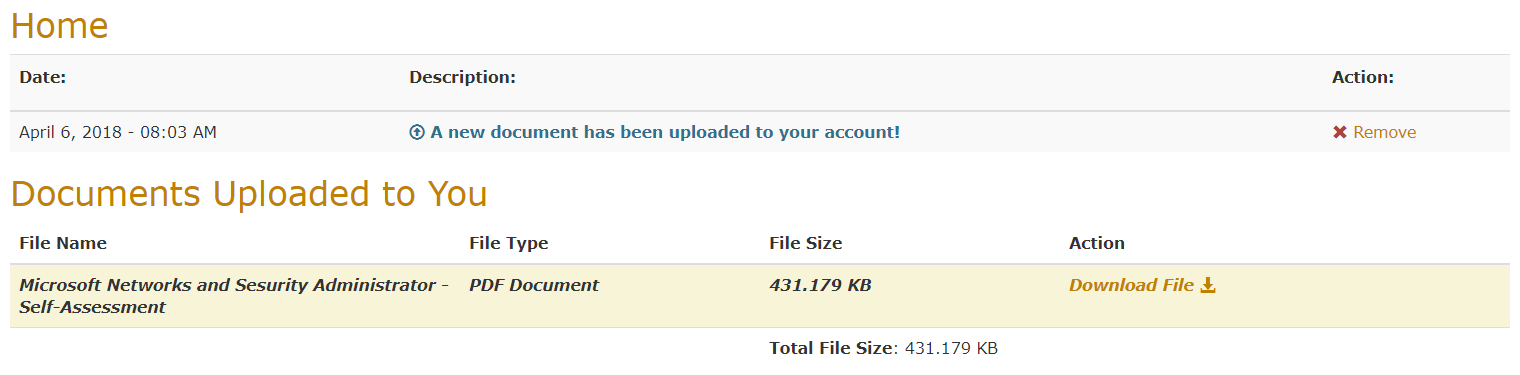 Home
Date: Description: Action:
April 6, 2018 - 08:03 AM A new document has been uploaded to your account! Remove
Documents Uploaded to You
File Name File Type File Size Action
Microsoft Networks and Sesurity Administrator - PDF Document 431.179 KB Download File
Self-Assessment
Total File Size: 431.179 KB